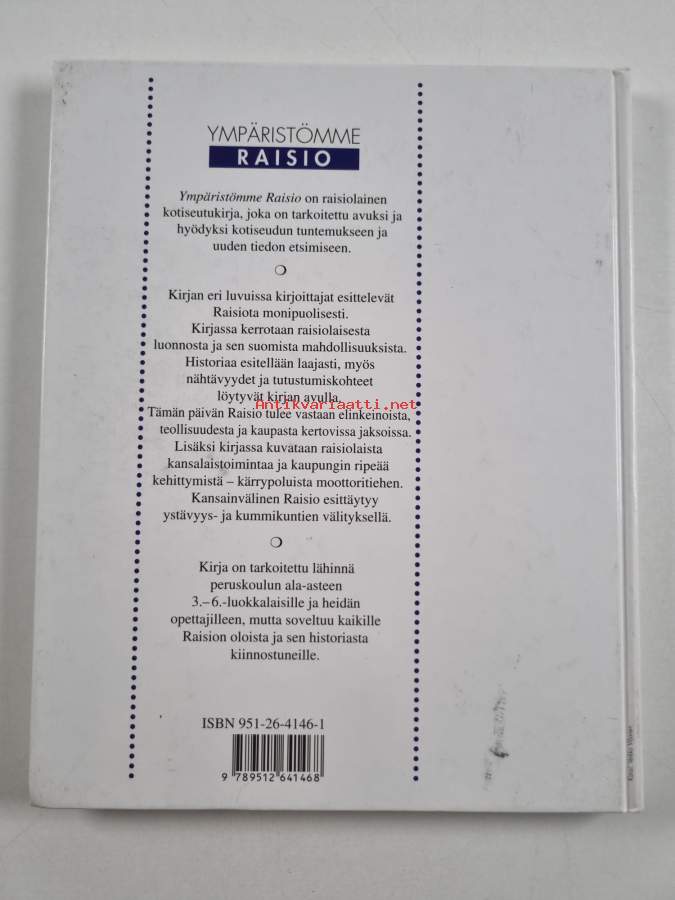 YMPÄRISTÖMME
RAISIO
Ympäristömme Raisio on raisiolainen
kotiseutukirja, joka on tarkoitettu avuksi ja
hyödyksi kotiseudun tuntemukseen ja
uuden tiedon etsimiseen.
Kirjan eri luvuissa kirjoittajat esittelevät
Raisiota monipuolisesti.
Kirjassa kerrotaan raisiolaisesta
luonnosta ja sen suomista mahdollisuuksista.
Historiaa esitellään laajasti, myös
nähtävyydet ja tutustumiskohteet
löytyvät kirjan avulla.
Antikvariaatti.net
Tämän päivän Raisio tulee vastaan elinkeinoista,
teollisuudesta ja kaupasta kertovissa jaksoissa.
Lisäksi kirjassa kuvataan raisiolaista
kansalaistoimintaa ja kaupungin ripeää
kehittymistä – kärrypoluista moottoritiehen.
Kansainvälinen Raisio esittäytyy
ystävyys- ja kummikuntien välityksellä.
Kirja on tarkoitettu lähinnä
peruskoulun ala-asteen
3.–6.-luokkalaisille ja heidän
opettajilleen, mutta soveltuu kaikille
Raision oloista ja sen historiasta
kiinnostuneille.
ISBN 951-26-4146-1
9 789512 641468